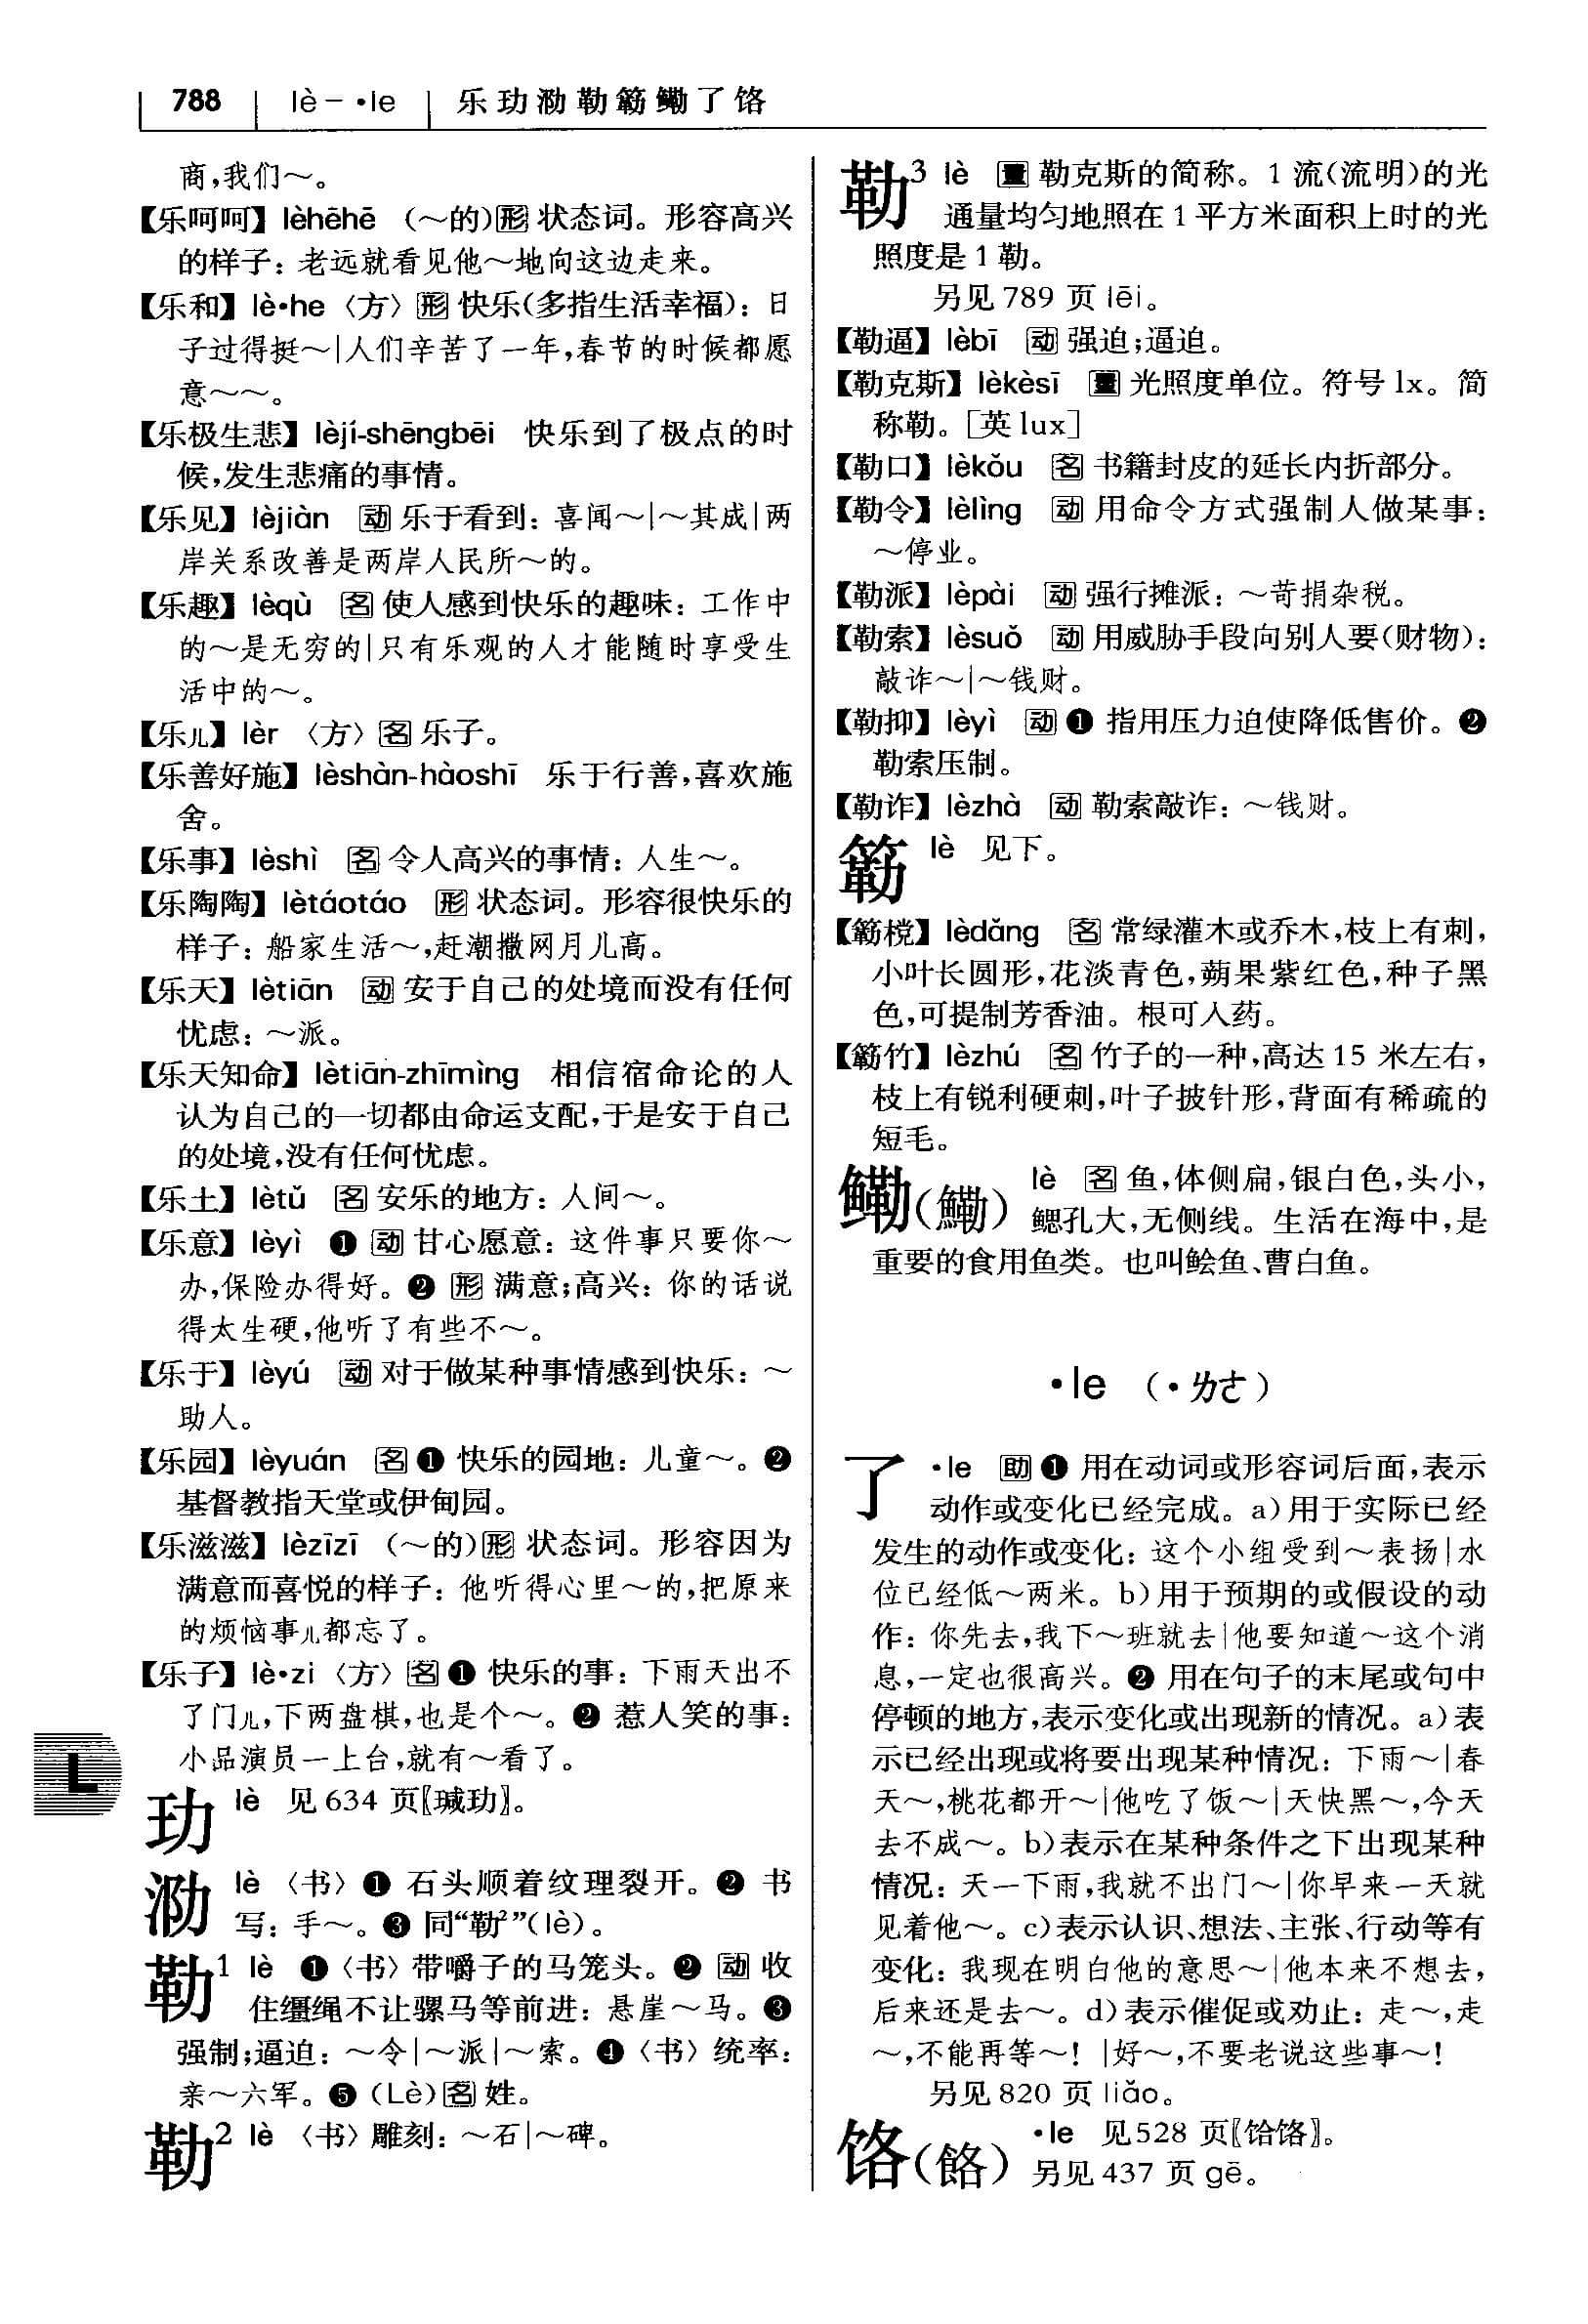 788 lè－·le 乐玏泐勒簕鳓了饹
商,我们～。
【乐呵呵】lèhēhē (～的)形 状态词。形容高兴
的样子：老远就看见他～地向这边走来。
【乐和】lè·he〈方〉形 快乐(多指生活幸福)：日
子过得挺～|人们辛苦了一年,春节的时候都愿
意～～。
【乐极生悲】lèjí-shēngbēi 快乐到了极点的时
候,发生悲痛的事情。
【乐见】lèjiàn 动 乐于看到：喜闻～|～其成|两
岸关系改善是两岸人民所～的。
【乐趣】lèqù 名 使人感到快乐的趣味：工作中
的～是无穷的|只有乐观的人才能随时享受生
活中的～。
【乐儿】lèr〈方〉名 乐子。
【乐善好施】lèshàn-hàoshī 乐于行善,喜欢施
舍。
【乐事】lèshì 名 令人高兴的事情：人生～。
【乐陶陶】lètáotáo 形 状态词。形容很快乐的
样子：船家生活～,赶潮撒网月儿高。
【乐天】lètiān 动 安于自己的处境而没有任何
忧虑：～派。
【乐天知命】lètiān-zhīmìng 相信宿命论的人
认为自己的一切都由命运支配,于是安于自己
的处境,没有任何忧虑。
【乐土】lètǔ 名 安乐的地方：人间～。
【乐意】lèyì ❶ 动 甘心愿意：这件事只要你～
办,保险办得好。❷ 形 满意;高兴：你的话说
得太生硬,他听了有些不～。
【乐于】lèyú 动 对于做某种事情感到快乐：～
助人。
【乐园】lèyuán 名 ❶ 快乐的园地：儿童～。❷
基督教指天堂或伊甸园。
【乐滋滋】lèzīzī (～的)形 状态词。形容因为
满意而喜悦的样子：他听得心里～的,把原来
的烦恼事儿都忘了。
【乐子】lè·zi〈方〉名 ❶ 快乐的事：下雨天出不
了门儿,下两盘棋,也是个～。❷ 惹人笑的事：
小品演员一上台,就有～看了。
L
玏 lè 见 634 页〖瑊玏〗。
泐 lè〈书〉❶ 石头顺着纹理裂开。❷ 书
写：手～。❸ 同“勒²”(lè)。
勒¹ lè ❶〈书〉带嚼子的马笼头。❷ 动 收
住缰绳不让骡马等前进：悬崖～马。❸
强制;逼迫：～令|～派|～索。❹〈书〉统率：
亲～六军。❺ (Lè)名 姓。
勒² lè〈书〉雕刻：～石|～碑。
勒³ lè 量 勒克斯的简称。1 流(流明)的光
通量均匀地照在 1 平方米面积上时的光
照度是 1 勒。
另见 789 页 lēi。
【勒逼】lèbī 动 强迫;逼迫。
【勒克斯】lèkèsī 量 光照度单位。符号 lx。简
称勒。[英 lux]
【勒口】lèkǒu 名 书籍封皮的延长内折部分。
【勒令】lèlìng 动 用命令方式强制人做某事：
～停业。
【勒派】lèpài 动 强行摊派：～苛捐杂税。
【勒索】lèsuǒ 动 用威胁手段向别人要(财物)：
敲诈～|～钱财。
【勒抑】lèyì 动 ❶ 指用压力迫使降低售价。❷
勒索压制。
【勒诈】lèzhà 动 勒索敲诈：～钱财。
簕 lè 见下。
【簕欓】lèdǎng 名 常绿灌木或乔木,枝上有刺,
小叶长圆形,花淡青色,蒴果紫红色,种子黑
色,可提制芳香油。根可入药。
【簕竹】lèzhú 名 竹子的一种,高达 15 米左右,
枝上有锐利硬刺,叶子披针形,背面有稀疏的
短毛。
鳓(鰳) lè 名 鱼,体侧扁,银白色,头小,
鳃孔大,无侧线。生活在海中,是
重要的食用鱼类。也叫鲙鱼、曹白鱼。
·le (·ㄌㄜ)
了 ·le 助 ❶ 用在动词或形容词后面,表示
动作或变化已经完成。a)用于实际已经
发生的动作或变化：这个小组受到～表扬|水
位已经低～两米。b)用于预期的或假设的动
作：你先去,我下～班就去|他要知道～这个消
息,一定也很高兴。❷ 用在句子的末尾或句中
停顿的地方,表示变化或出现新的情况。a)表
示已经出现或将要出现某种情况：下雨～|春
天～,桃花都开～|他吃了饭～|天快黑～,今天
去不成～。b)表示在某种条件之下出现某种
情况：天一下雨,我就不出门～|你早来一天就
见着他～。c)表示认识、想法、主张、行动等有
变化：我现在明白他的意思～|他本来不想去,
后来还是去～。d)表示催促或劝止：走～,走
～,不能再等～！|好～,不要老说这些事～！
另见 820 页 liǎo。
饹(餎) ·le 见528 页〖饸饹〗。
另见 437 页 gē。